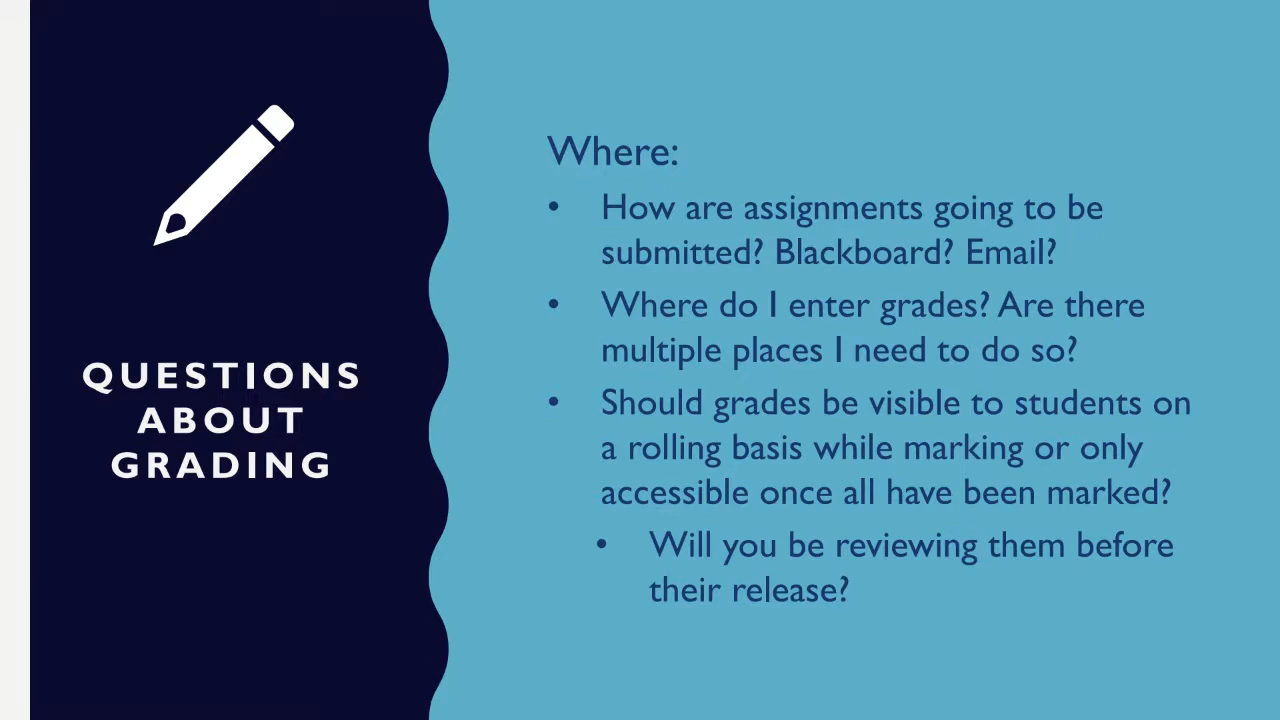 QUESTIONS
ABOUT
GRADING
Where:
• How are assignments going to be
submitted? Blackboard? Email?
• Where do I enter grades? Are there
multiple places I need to do so?
• Should grades be visible to students on
a rolling basis while marking or only
accessible once all have been marked?
• Will you be reviewing them before
their release?